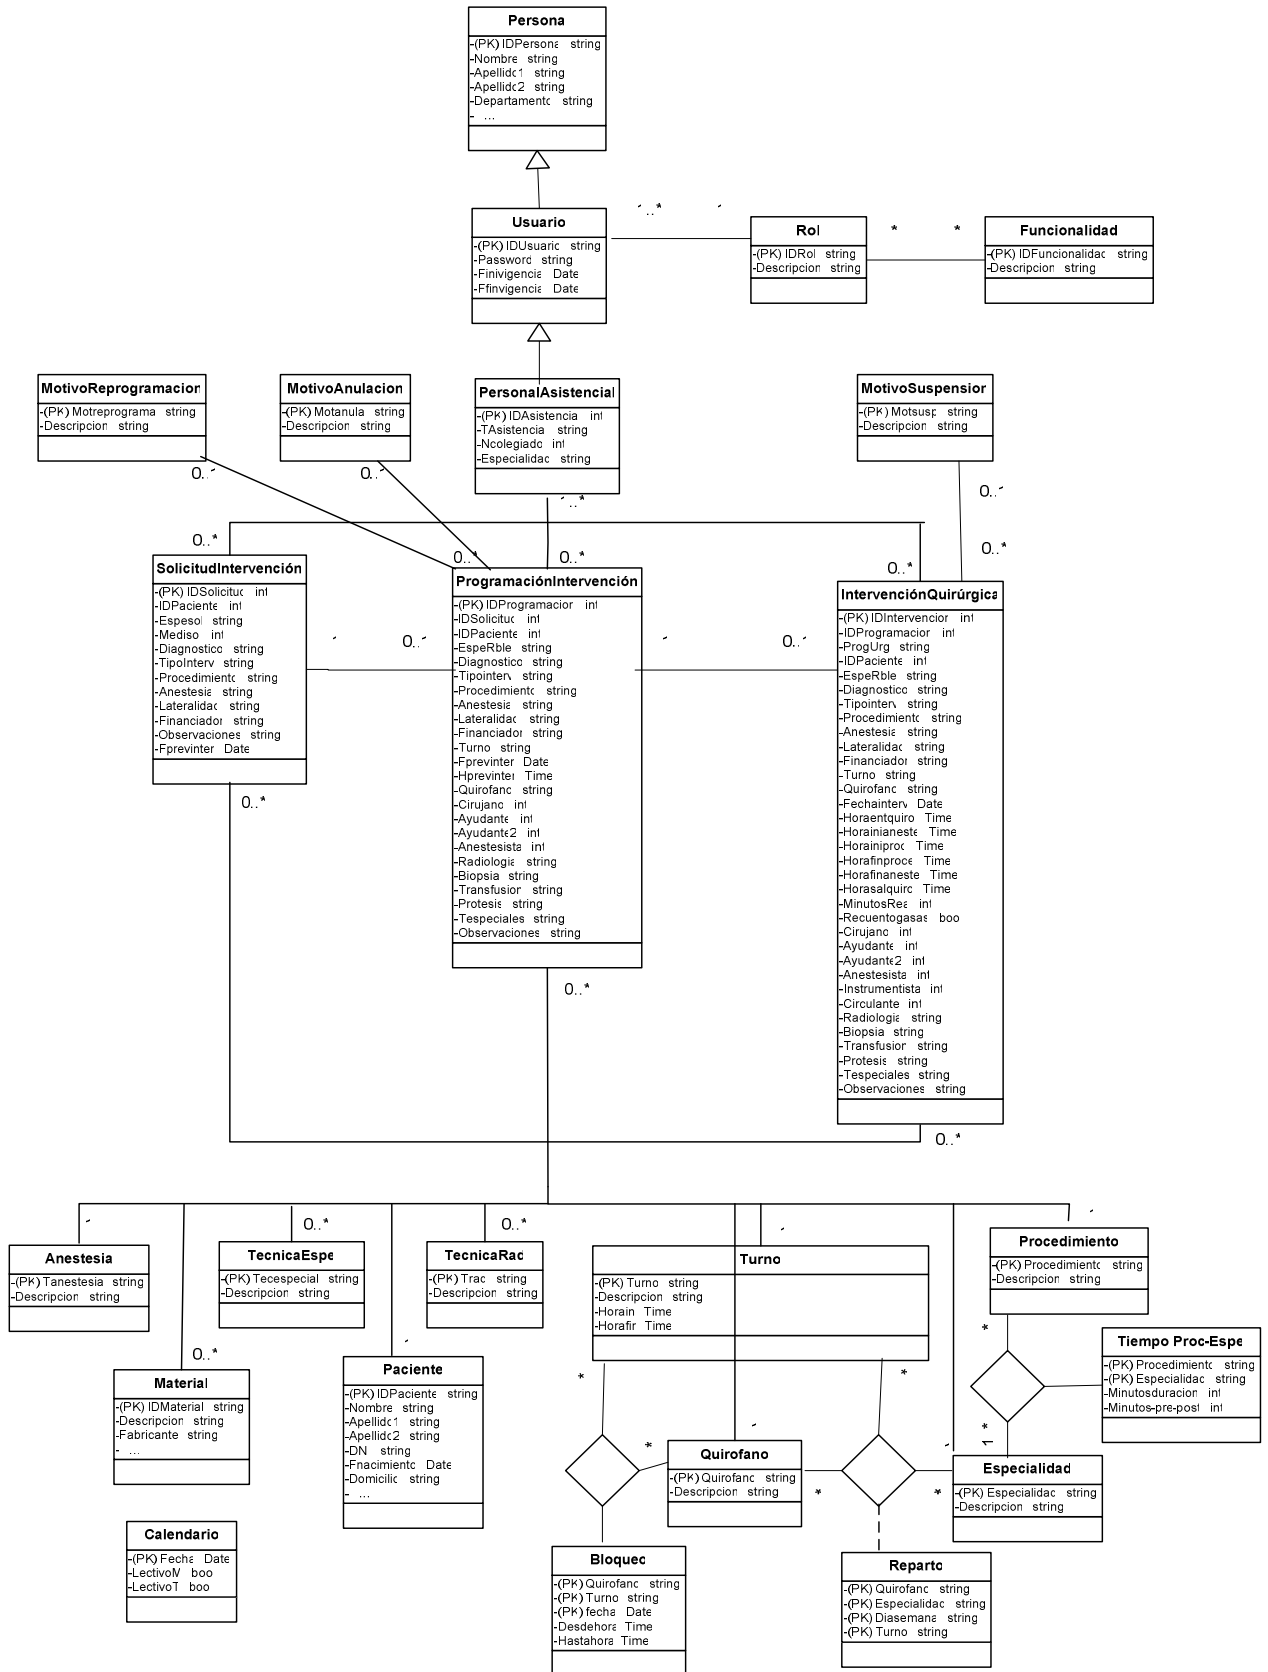 Persona
-(PK) IDPersona string
-Nombre string
-Apellido1 string
-Apellido2 string
-Departamento string
- ...
Usuario
-(PK) IDUsuario string
-Password string
-Finivigencia Date
-Ffinvigencia Date
Rol
-(PK) IDRol string
-Descripcion string
* *
Funcionalidad
-(PK) IDFuncionalidad string
-Descripcion string
MotivoReprogramacion
-(PK) Motreprograma string
-Descripcion string
MotivoAnulacion
-(PK) Motanula string
-Descripcion string
PersonalAsistencial
-(PK) IDAsistencia int
-TAsistencia string
-Ncolegiado int
-Especialidad string
MotivoSuspension
-(PK) Motsusp string
-Descripcion string
0..*
0..*
0..*
0..*
0..*
SolicitudIntervención
-(PK) IDSolicitud int
-IDPaciente int
-Espesol string
-Mediso int
-Diagnostico string
-TipoInterv string
-Procedimiento string
-Anestesia string
-Lateralidad string
-Financiador string
-Observaciones string
-Fprevinter Date
0..*
ProgramaciónIntervención
-(PK) IDProgramacion int
-IDSolicitud int
-IDPaciente int
-EspeRble string
-Diagnostico string
-Tipointerv string
-Procedimiento string
-Anestesia string
-Lateralidad string
-Financiador string
-Turno string
-Fprevinter Date
-Hprevinter Time
-Quirofano string
-Cirujano int
-Ayudante int
-Ayudante2 int
-Anestesista int
-Radiologia string
-Biopsia string
-Transfusion string
-Protesis string
-Tespeciales string
-Observaciones string
0..*
IntervenciónQuirúrgica
-(PK) IDIntervencion int
-IDProgramacion int
-ProgUrg string
-IDPaciente int
-EspeRble string
-Diagnostico string
-Tipointerv string
-Procedimiento string
-Anestesia string
-Lateralidad string
-Financiador string
-Turno string
-Quirofano string
-Fechainterv Date
-Horaentquiro Time
-Horainianeste Time
-Horainiproc Time
-Horafinproce Time
-Horafinaneste Time
-Horasalquiro Time
-MinutosRea int
-Recuentogasas boo
-Cirujano int
-Ayudante int
-Ayudante2 int
-Anestesista int
-Instrumentista int
-Circulante int
-Radiologia string
-Biopsia string
-Transfusion string
-Protesis string
-Tespeciales string
-Observaciones string
0..*
0..*
0..*
Anestesia
-(PK) Tanestesia string
-Descripcion string
TecnicaEspe
-(PK) Tecespecial string
-Descripcion string
TecnicaRad
-(PK) Trad string
-Descripcion string
Turno
-(PK) Turno string
-Descripcion string
-Horain Time
-Horafin Time
Procedimiento
-(PK) Procedimiento string
-Descripcion string
0..*
Material
-(PK) IDMaterial string
-Descripcion string
-Fabricante string
- ...
Paciente
-(PK) IDPaciente string
-Nombre string
-Apellido1 string
-Apellido2 string
-DN string
-Fnacimiento Date
-Domicilio string
- ...
* * *
Tiempo Proc-Espe
-(PK) Procedimiento string
-(PK) Especialidad string
-Minutosduracion int
-Minutos-pre-post int
1 *
*
Quirofano
-(PK) Quirofano string
-Descripcion string
* *
Especialidad
-(PK) Especialidad string
-Descripcion string
Calendario
-(PK) Fecha Date
-LectivoM boo
-LectivoT boo
Bloqueo
-(PK) Quirofano string
-(PK) Turno string
-(PK) fecha Date
-Desdehora Time
-Hastahora Time
Reparto
-(PK) Quirofano string
-(PK) Especialidad string
-(PK) Diasemana string
-(PK) Turno string